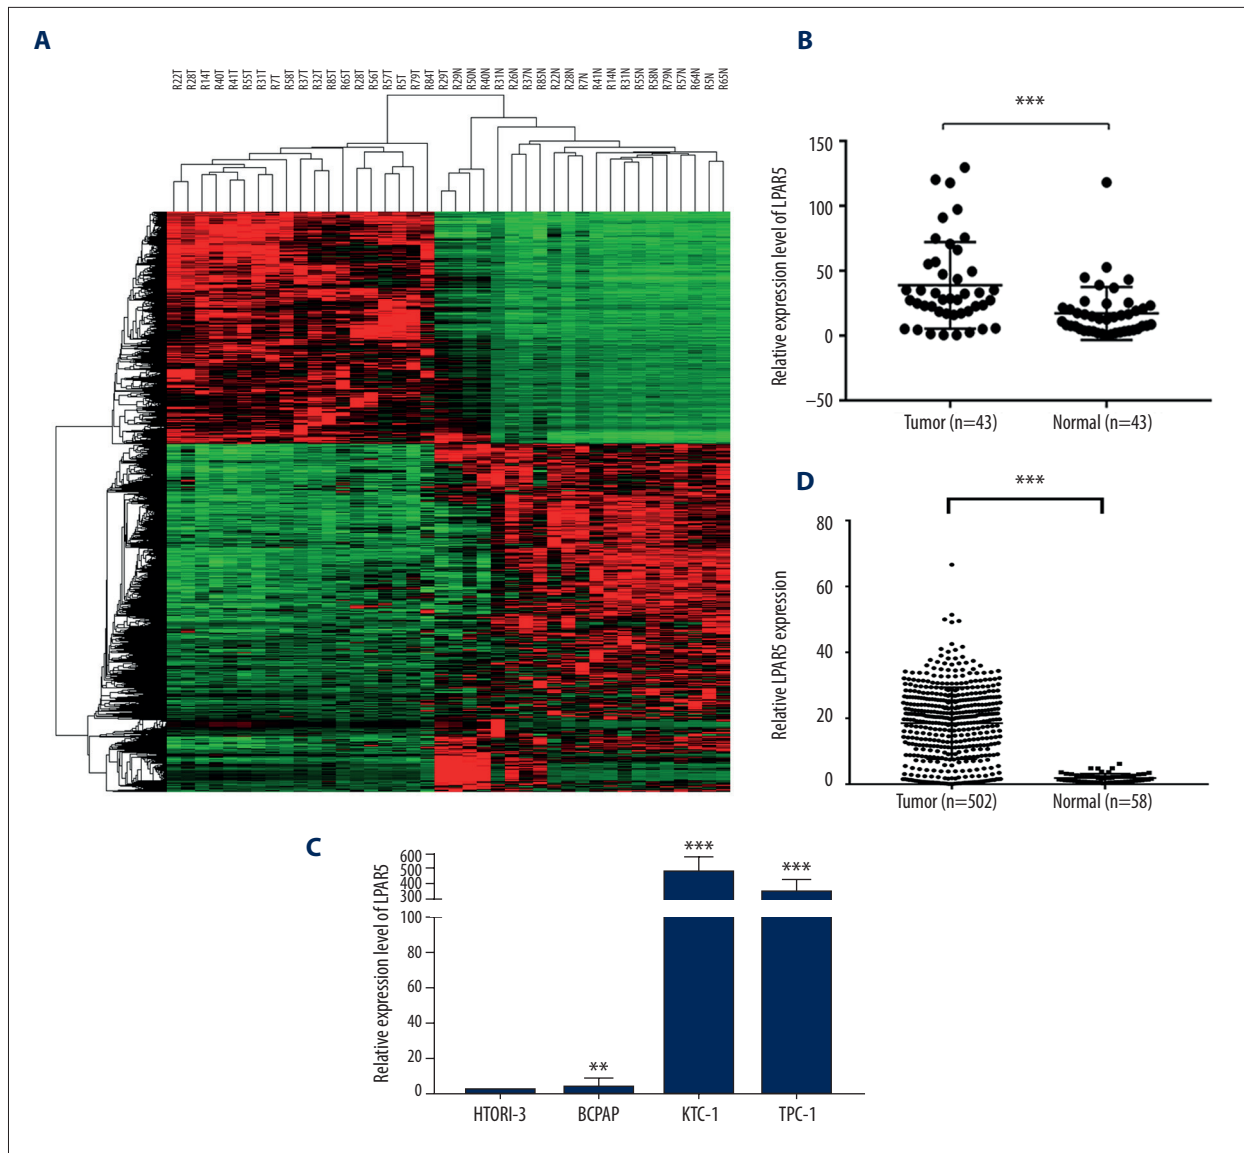 A
R22T R28T R14T R40T R41T R55T R31T R7T R58T R37T R32T R85T R65T R28T R56T R57T R5T R79T R84T R29T R29N R50N R40N R31N R26N R37N R85N R22N R28N R7N R41N R14N R31N R55N R58N R79N R57N R64N R5N R65N
B
***
Relative expression level of LPAR5
150
100
50
0
−50
Tumor (n=43) Normal (n=43)
D
***
Relative LPAR5 expression
80
60
40
20
0
Tumor (n=502) Normal (n=58)
C
Relative expression level of LPAR5
600
500
400
300
100
80
60
40
20
0
**
***
***
HTORI-3 BCPAP KTC-1 TPC-1